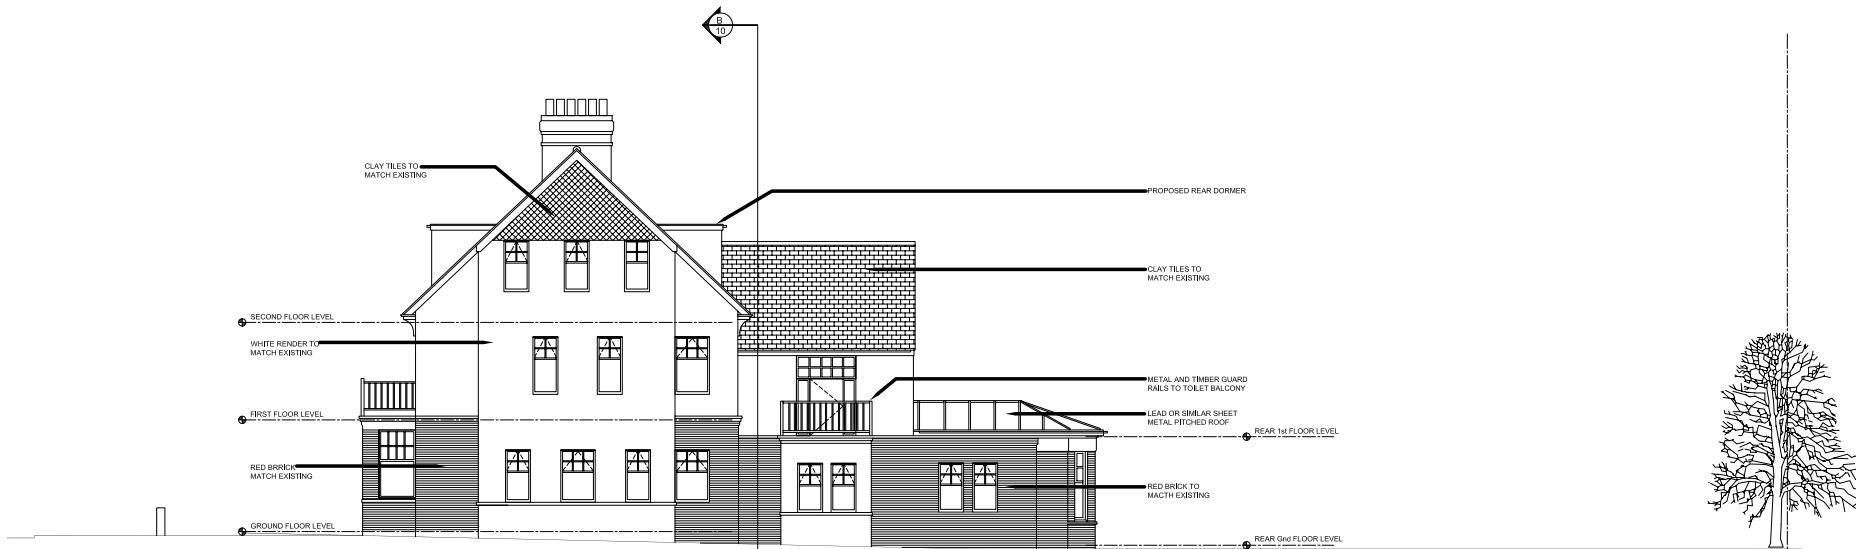 B
10
CLAY TILES TO
MATCH EXISTING
PROPOSED REAR DORMER
CLAY TILES TO
MATCH EXISTING
SECOND FLOOR LEVEL
WHITE RENDER TO
MATCH EXISTING
METAL AND TIMBER GUARD
RAILS TO TOILET BALCONY
FIRST FLOOR LEVEL
LEAD OR SIMILAR SHEET
METAL PITCHED ROOF
REAR 1st FLOOR LEVEL
RED BRRICK
MATCH EXISTING
RED BRICK TO
MACTH EXISTING
GROUND FLOOR LEVEL
REAR Gnd FLOOR LEVEL